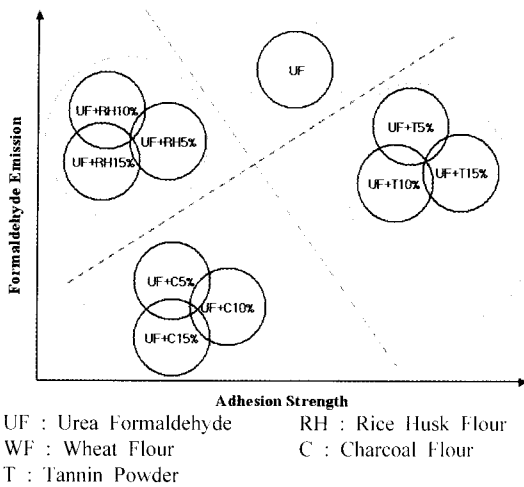 UF
UF+RH10%
UF+RH5%
UF+RH15%
UF+T5%
UF+T15%
UF+T10%
UF+C5%
UF+C10%
UF+C15%
Formaldehyde Emission
Adhesion Strength
UF : Urea Formaldehyde
RH : Rice Husk Flour
WF : Wheat Flour
C : Charcoal Flour
T : Tannin Powder